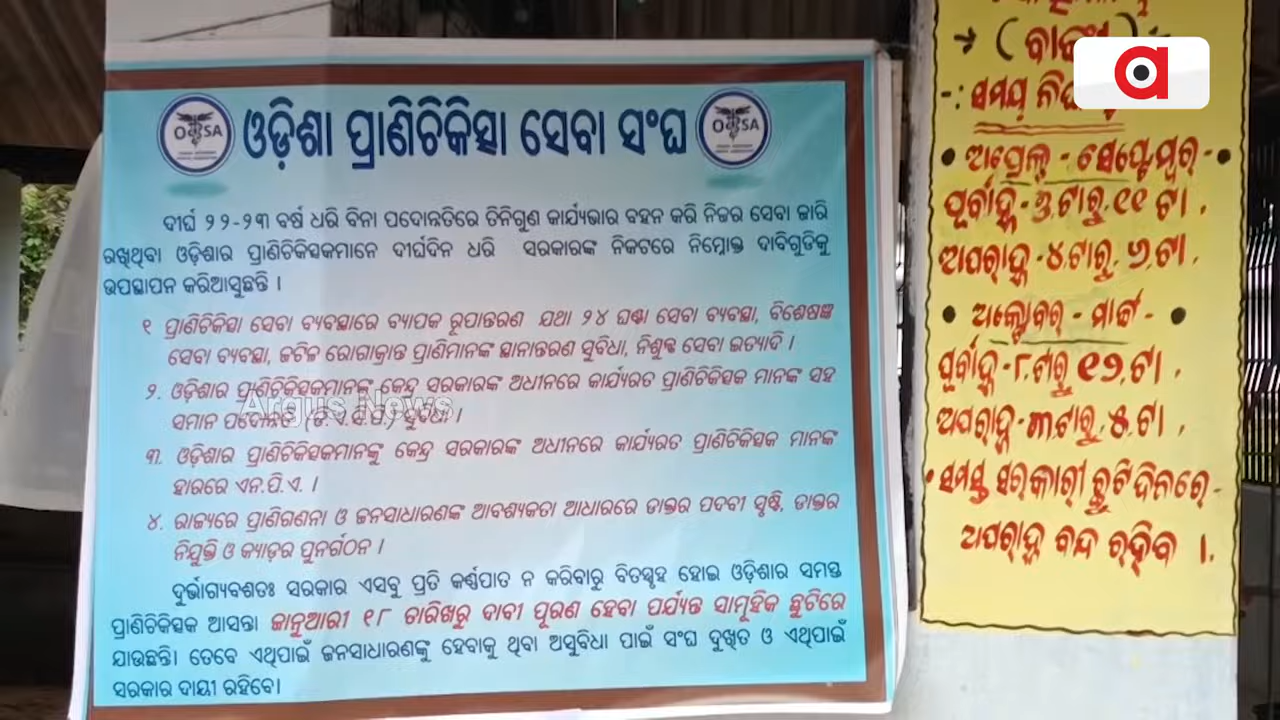 ଓଡ଼ିଶା ପ୍ରାଣିଚିକିତ୍ସା ସେବା ସଂଘ
ଦୀର୍ଘ ୨୨-୨୩ ବର୍ଷ ଧରି ବିନା ପଦୋନ୍ନତିରେ ତିନିଗୁଣ କାର୍ଯ୍ୟଭାର ବହନ କରି ନିଜର ସେବା ଜାରି
ରଖିଥିବା ଓଡ଼ିଶାର ପ୍ରାଣିଚିକିତ୍ସକମାନେ ଦୀର୍ଘଦିନ ଧରି ସରକାରଙ୍କ ନିକଟରେ ନିମ୍ନୋକ୍ତ ଦାବିଗୁଡିକୁ
ଉପସ୍ଥାପନ କରିଆସୁଛନ୍ତି ।
୧ ପ୍ରାଣିଚିକିତ୍ସା ସେବା ବ୍ୟବସ୍ଥାରେ ବ୍ୟାପକ ରୂପାନ୍ତରଣ ଯଥା ୨୪ ଘଣ୍ଟା ସେବା ବ୍ୟବସ୍ଥା, ବିଶେଷଜ୍ଞ
ସେବା ବ୍ୟବସ୍ଥା, ଜଟିଳ ରୋଗାକ୍ରାନ୍ତ ପ୍ରାଣିମାନଙ୍କ ସ୍ଥାନାନ୍ତରଣ ସୁବିଧା, ନିଶୁଳ୍କ ସେବା ଇତ୍ୟାଦି ।
୨. ଓଡ଼ିଶାର ପ୍ରାଣିଚିକିତ୍ସକମାନଙ୍କୁ କେନ୍ଦ୍ର ସରକାରଙ୍କ ଅଧୀନରେ କାର୍ଯ୍ୟରତ ପ୍ରାଣିଚିକିତ୍ସକ ମାନଙ୍କ ସହ
ସମାନ ପଦୋନ୍ନତି (ଡି.ଏ.ସି.ପି.) ସୁବିଧା ।
Argus News
୩. ଓଡ଼ିଶାର ପ୍ରାଣିଚିକିତ୍ସକମାନଙ୍କୁ କେନ୍ଦ୍ର ସରକାରଙ୍କ ଅଧୀନରେ କାର୍ଯ୍ୟରତ ପ୍ରାଣିଚିକିତ୍ସକ ମାନଙ୍କ
ହାରରେ ଏନ.ପି.ଏ. ।
୪. ରାଜ୍ୟରେ ପ୍ରାଣିଗଣନା ଓ ଜନସାଧାରଣଙ୍କ ଆବଶ୍ୟକତା ଆଧାରରେ ଡାକ୍ତର ପଦବୀ ସୃଷ୍ଟି, ଡାକ୍ତର
ନିଯୁକ୍ତି ଓ କ୍ୟାଡ଼ର ପୁନର୍ଗଠନ ।
ଦୁର୍ଭାଗ୍ୟବଶତଃ ସରକାର ଏସବୁ ପ୍ରତି କର୍ଣ୍ଣପାତ ନ କରିବାରୁ ବିତସ୍ପୃହ ହୋଇ ଓଡ଼ିଶାର ସମସ୍ତ
ପ୍ରାଣିଚିକିତ୍ସକ ଆସନ୍ତା ଜାନୁଆରୀ ୧୮ ତାରିଖରୁ ଦାବୀ ପୂରଣ ହେବା ପର୍ଯ୍ୟନ୍ତ ସାମୂହିକ ଛୁଟିରେ
ଯାଉଛନ୍ତି। ତେବେ ଏଥିପାଇଁ ଜନସାଧାରଣଙ୍କୁ ହେବାକୁ ଥିବା ଅସୁବିଧା ପାଇଁ ସଂଘ ଦୁଃଖିତ ଓ ଏଥିପାଇଁ
ସରକାର ଦାୟୀ ରହିବେ।
-: ସମୟ
• ଅପ୍ରେଲ - ସେପ୍ଟେମ୍ବର - •
ପୂର୍ବାହ୍ନ - ୭ ଟାରୁ ୧୧ ଟା .
ଅପରାହ୍ନ - ୪ ଟାରୁ ୬ ଟା .
• ଅକ୍ଟୋବର - ମାର୍ଚ୍ଚ - •
ପୂର୍ବାହ୍ନ - ୮ ଟାରୁ ୧୨ ଟା .
ଅପରାହ୍ନ - ୩ ଟାରୁ ୫ ଟା .
• ସମସ୍ତ ସରକାରୀ ଛୁଟି ଦିନରେ -
ଅପରାହ୍ନ ବନ୍ଦ ରହିବ ।.